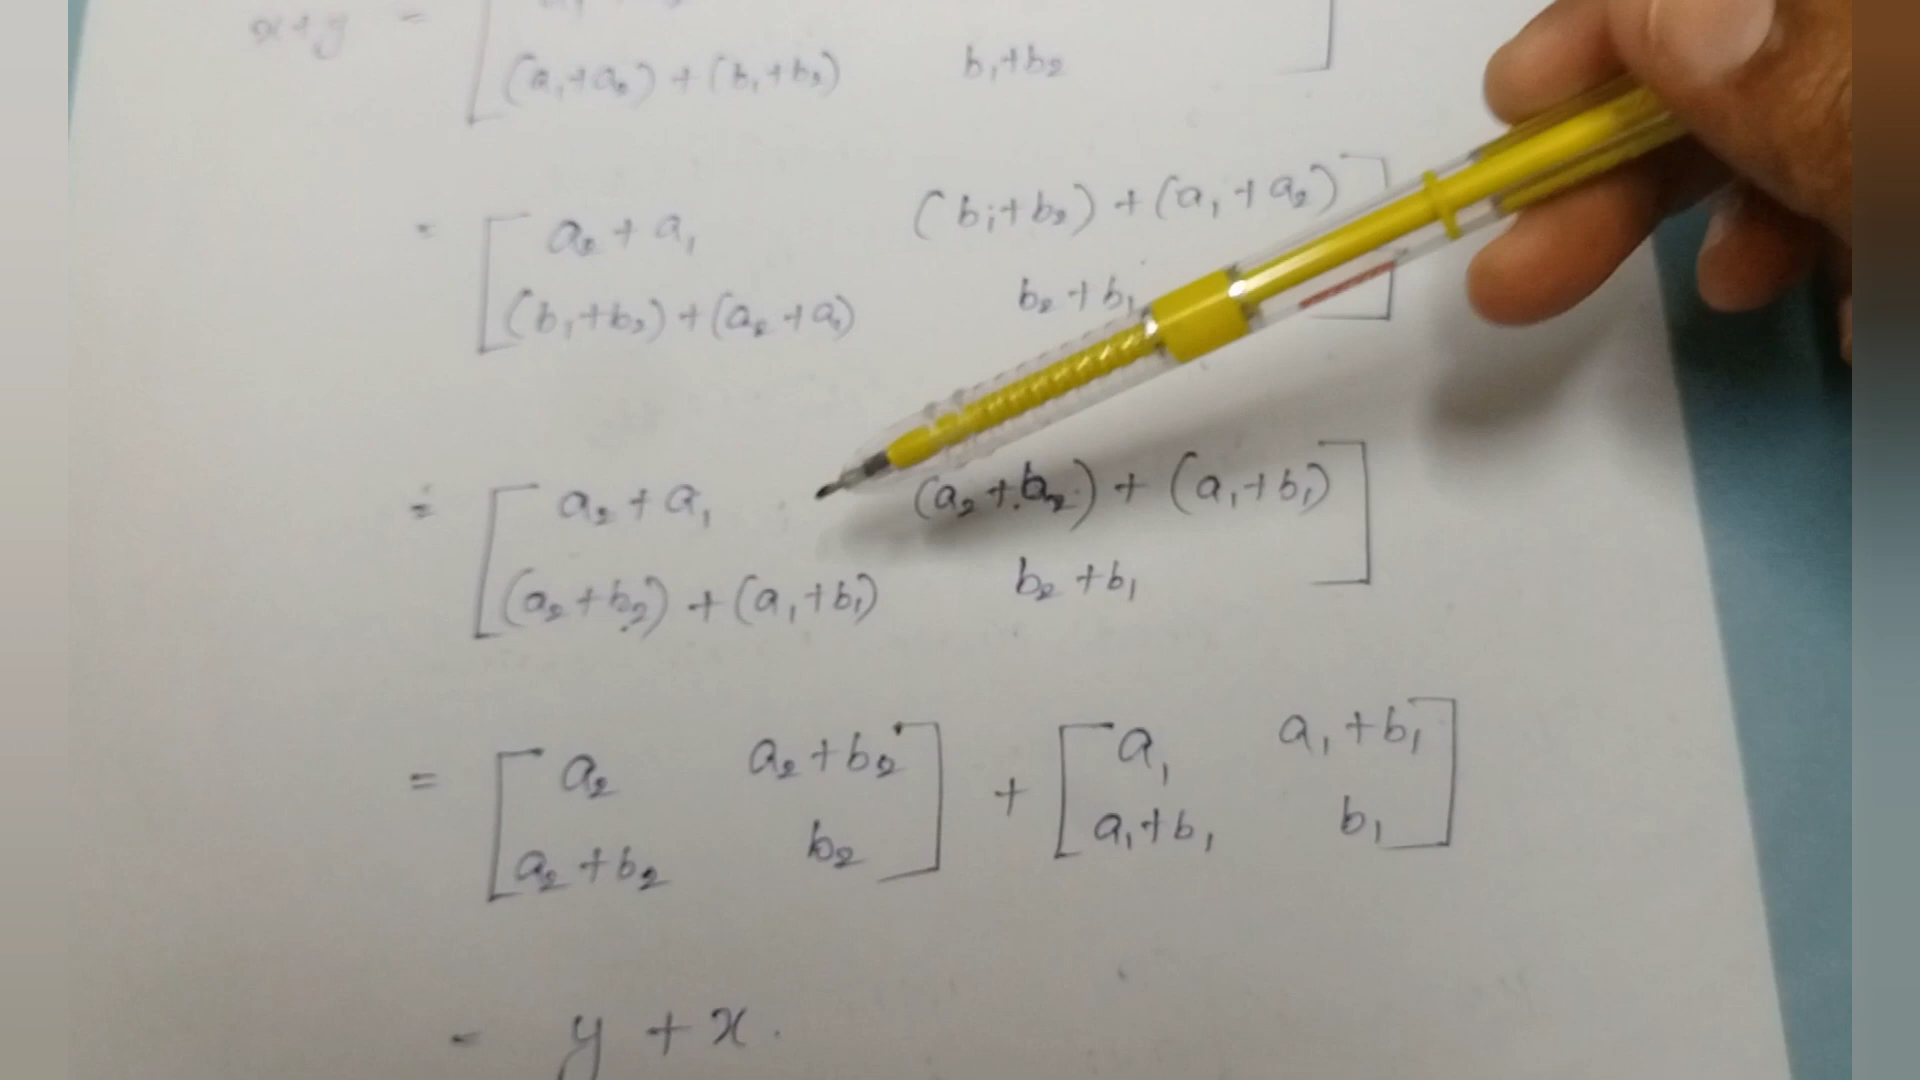 x+y =
(a₁+a₂) + (b₁+b₂) b₁+b₂
= a₂ + a₁ (b₁+b₂) + (a₁+a₂)
(b₁+b₂) + (a₂+a₁) b₂+b₁
= a₂ + a₁ (a₂+b₂) + (a₁+b₁)
(a₂+b₂) + (a₁+b₁) b₂+b₁
= [ a₂ a₂+b₂ ] + [ a₁ a₁+b₁ ]
[ a₂+b₂ b₂ ] [ a₁+b₁ b₁ ]
= y + x.